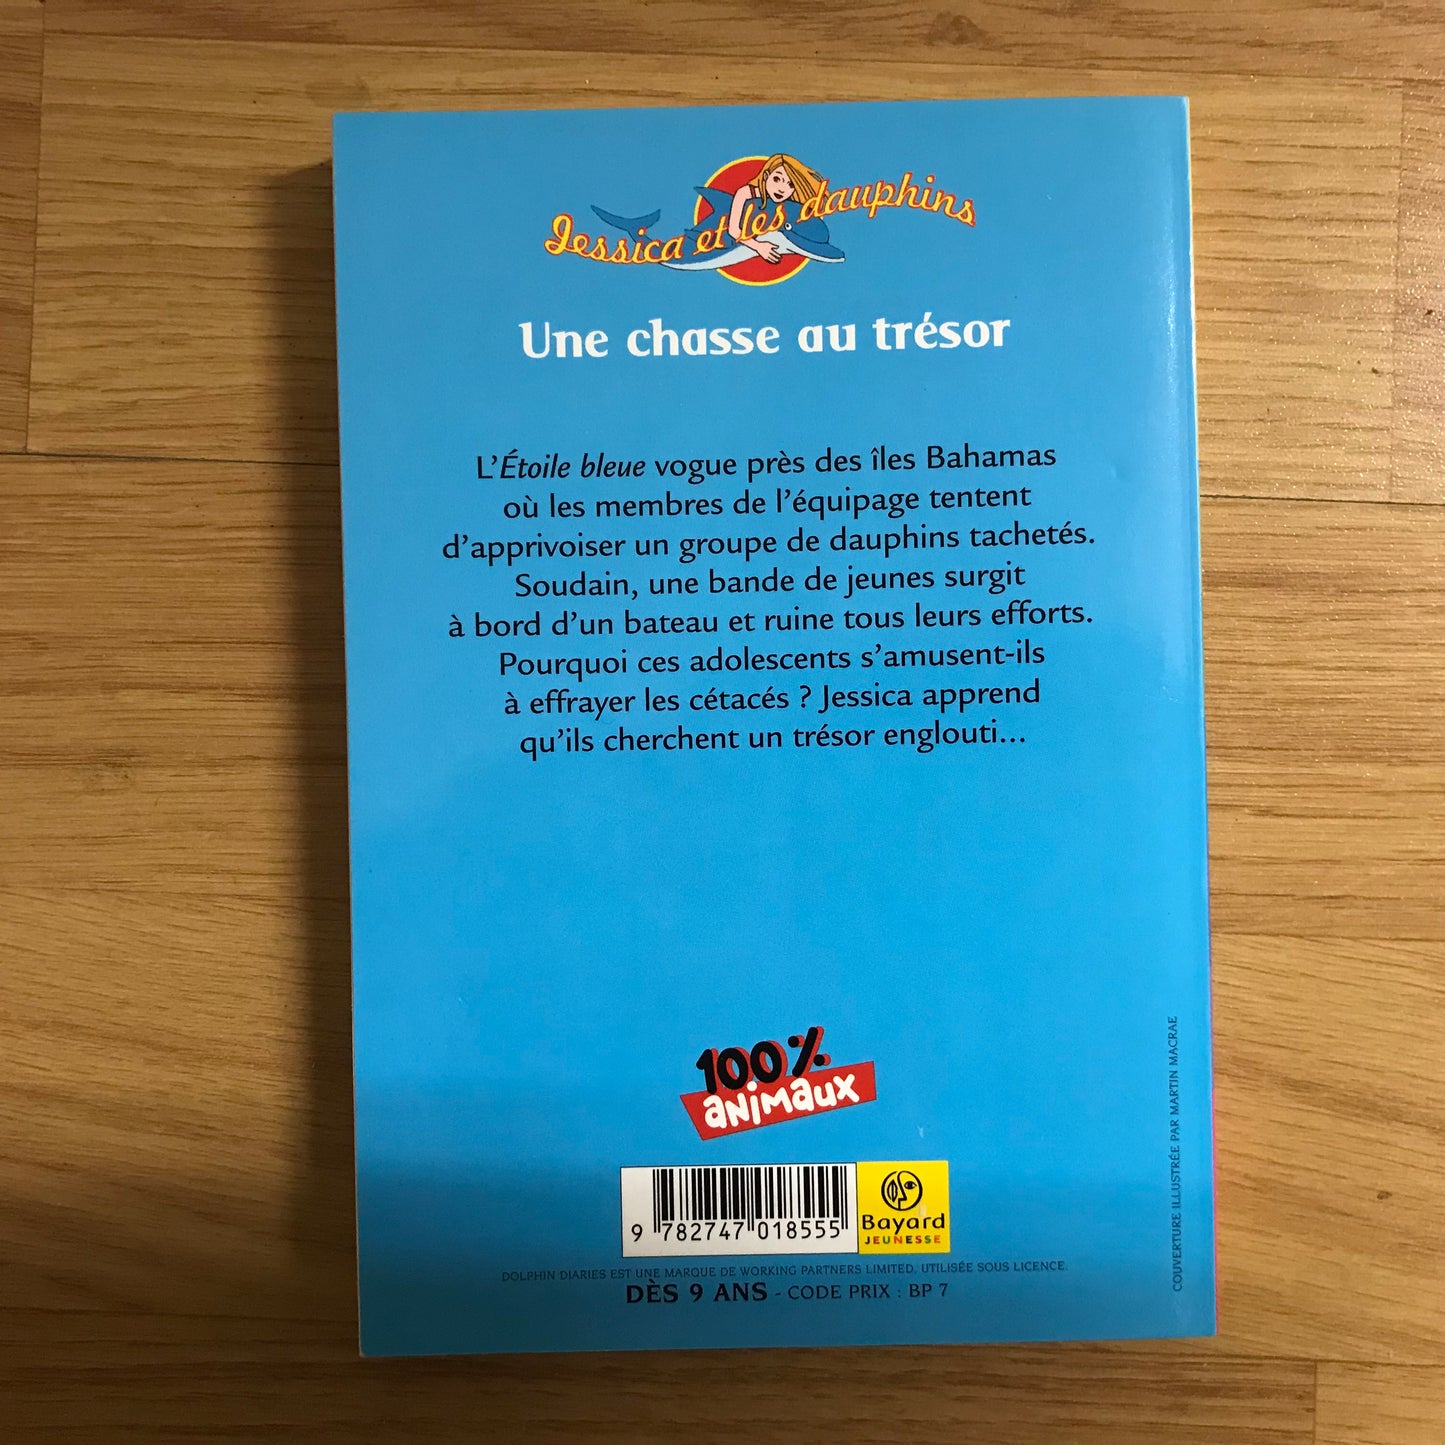 Jessica et les dauphins
Une chasse au trésor
L'Étoile bleue vogue près des îles Bahamas
où les membres de l'équipage tentent
d'apprivoiser un groupe de dauphins tachetés.
Soudain, une bande de jeunes surgit
à bord d'un bateau et ruine tous leurs efforts.
Pourquoi ces adolescents s'amusent-ils
à effrayer les cétacés ? Jessica apprend
qu'ils cherchent un trésor englouti...
100%
animaux
9 782747 018555
Bayard
JEUNESSE
DOLPHIN DIARIES EST UNE MARQUE DE WORKING PARTNERS LIMITED, UTILISÉE SOUS LICENCE.
DÈS 9 ANS - CODE PRIX : BP 7
COUVERTURE ILLUSTRÉE PAR MARTIN MACRAE